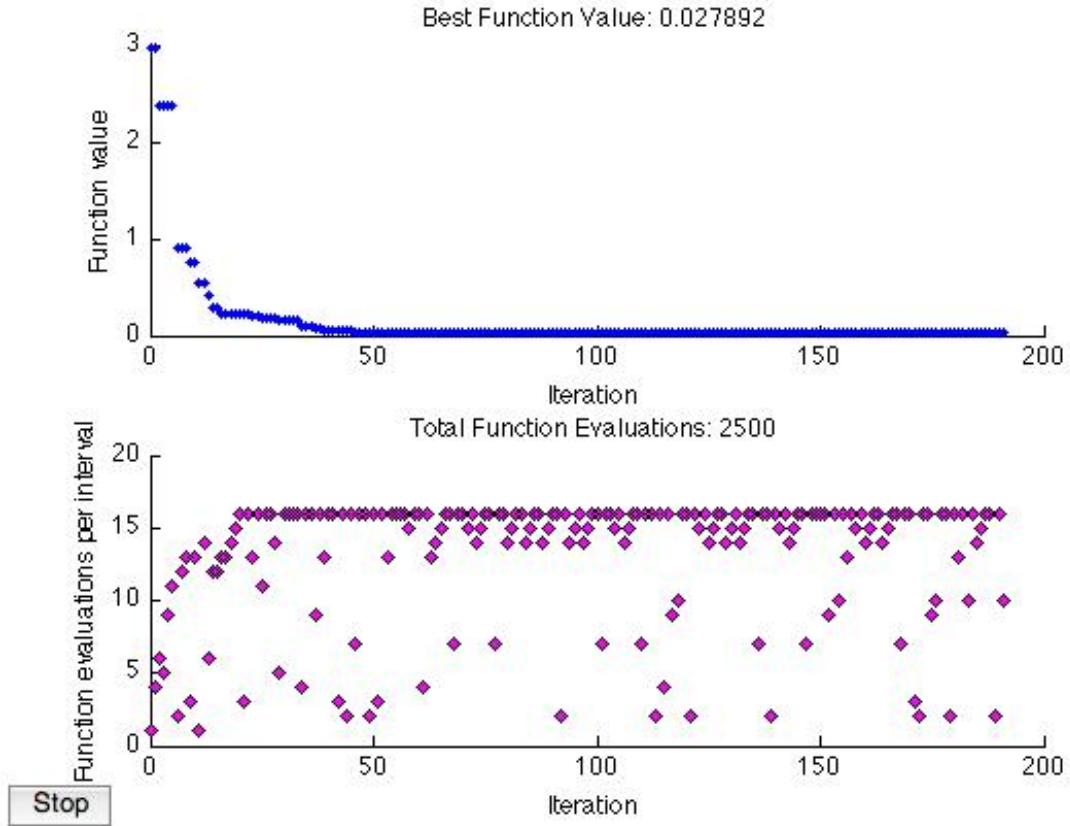 Best Function Value: 0.027892
Function value
3
2
1
0
0 50 100 150 200
Iteration
Total Function Evaluations: 2500
Function evaluations per interval
20
15
10
5
0
0 50 100 150 200
Iteration
Stop